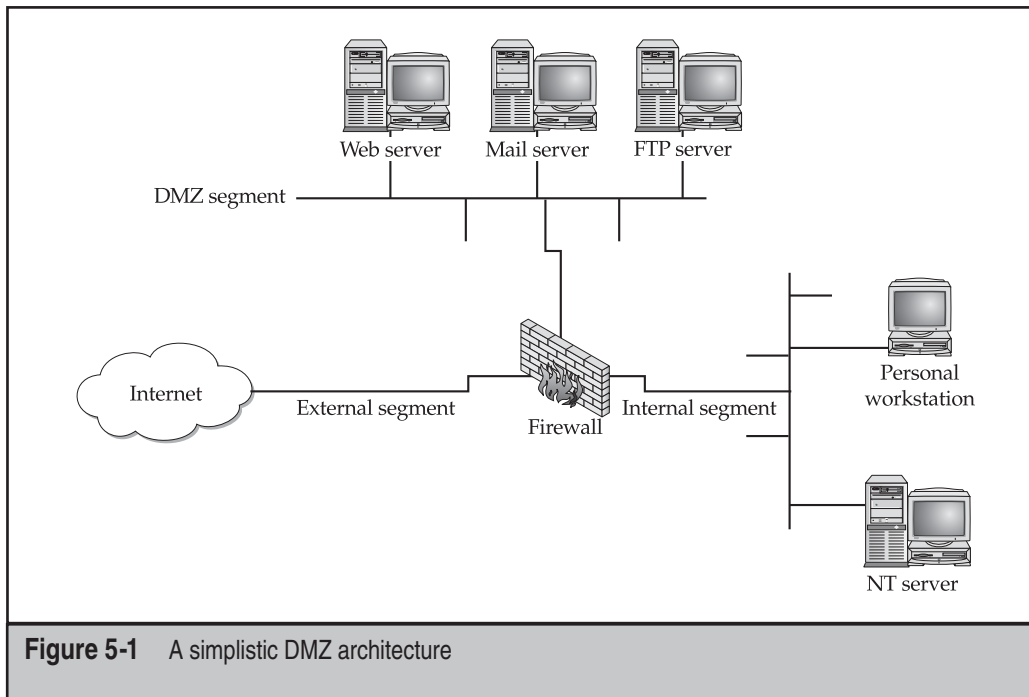 Web server
Mail server
FTP server
DMZ segment
Internet
External segment
Firewall
Internal segment
Personal
workstation
NT server
Figure 5-1 A simplistic DMZ architecture